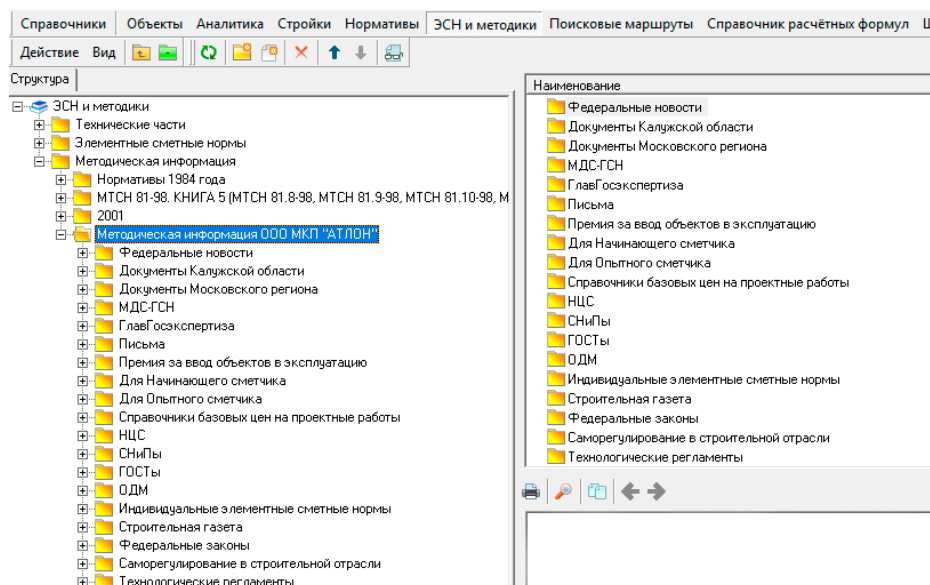 Справочники Объекты Аналитика Стройки Нормативы ЭСН и методики Поисковые маршруты Справочник расчётных формул
Действие Вид
Структура
ЭСН и методики
Технические части
Элементные сметные нормы
Методическая информация
Нормативы 1984 года
МТСН 81-98. КНИГА 5 (МТСН 81.8-98, МТСН 81.9-98, МТСН 81.10-98, М
2001
Методическая информация ООО МКП "АТЛОН"
Федеральные новости
Документы Калужской области
Документы Московского региона
МДС-ГСН
ГлавГосэкспертиза
Письма
Премия за ввод объектов в эксплуатацию
Для Начинающего сметчика
Для Опытного сметчика
Справочники базовых цен на проектные работы
НЦС
СНиПы
ГОСТы
ОДМ
Индивидуальные элементные сметные нормы
Строительная газета
Федеральные законы
Саморегулирование в строительной отрасли
Технологические регламенты
Наименование
Федеральные новости
Документы Калужской области
Документы Московского региона
МДС-ГСН
ГлавГосэкспертиза
Письма
Премия за ввод объектов в эксплуатацию
Для Начинающего сметчика
Для Опытного сметчика
Справочники базовых цен на проектные работы
НЦС
СНиПы
ГОСТы
ОДМ
Индивидуальные элементные сметные нормы
Строительная газета
Федеральные законы
Саморегулирование в строительной отрасли
Технологические регламенты